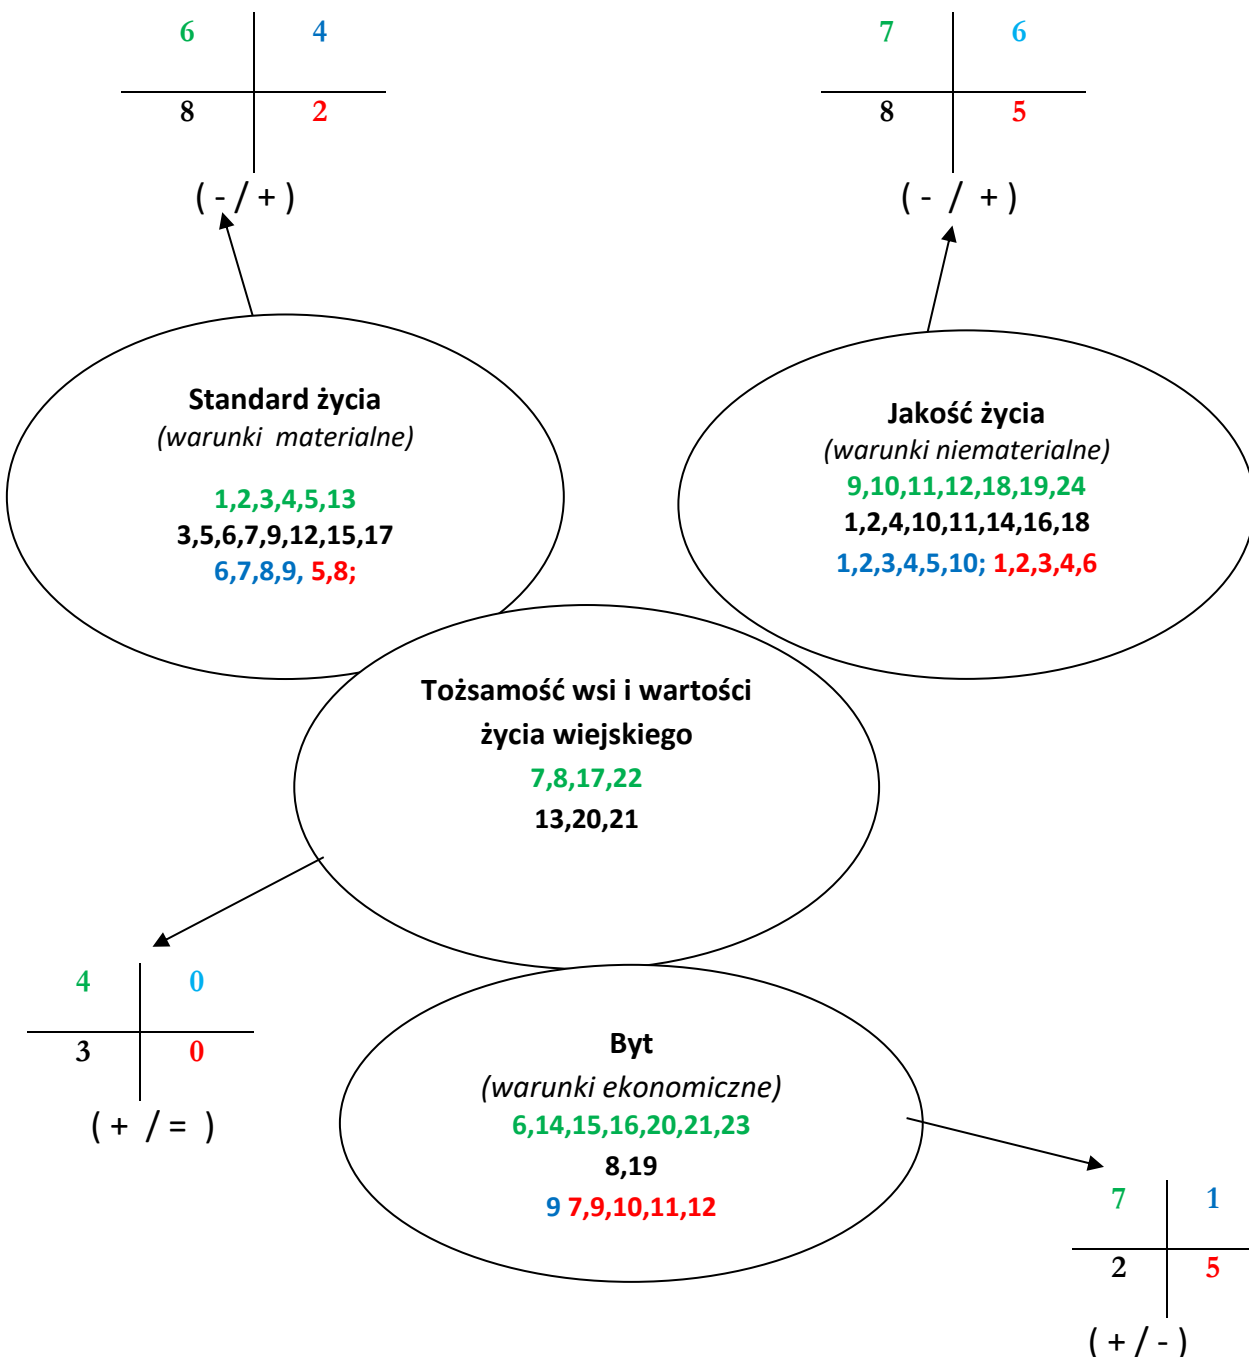 6 4
8 2
( - / + )
7 6
8 5
( - / + )
Standard życia
(warunki materialne)
1,2,3,4,5,13
3,5,6,7,9,12,15,17
6,7,8,9, 5,8;
Jakość życia
(warunki niematerialne)
9,10,11,12,18,19,24
1,2,4,10,11,14,16,18
1,2,3,4,5,10; 1,2,3,4,6
Tożsamość wsi i wartości
życia wiejskiego
7,8,17,22
13,20,21
4 0
3 0
( + / = )
Byt
(warunki ekonomiczne)
6,14,15,16,20,21,23
8,19
9 7,9,10,11,12
7 1
2 5
( + / - )